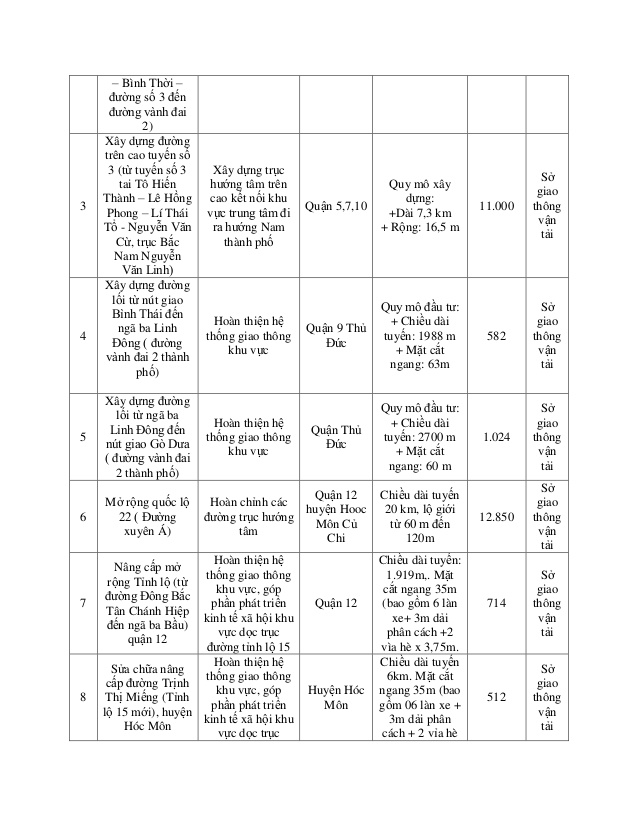 – Bình Thời –
đường số 3 đến
đường vành đai
2)
3
Xây dựng đường
trên cao tuyến số
3 (từ tuyến số 3
tai Tô Hiến
Thành – Lê Hồng
Phong – Lí Thái
Tổ - Nguyễn Văn
Cừ, trục Bắc
Nam Nguyễn
Văn Linh)
Xây dựng trục
hướng tâm trên
cao kết nối khu
vực trung tâm đi
ra hướng Nam
thành phố
Quận 5,7,10
Quy mô xây
dựng:
+Dài 7,3 km
+ Rộng: 16,5 m
11.000
Sở
giao
thông
vận
tải
4
Xây dựng đường
lối từ nút giao
Bình Thái đến
ngã ba Linh
Đông ( đường
vành đai 2 thành
phố)
Hoàn thiện hệ
thống giao thông
khu vực
Quận 9 Thủ
Đức
Quy mô đầu tư:
+ Chiều dài
tuyến: 1988 m
+ Mặt cắt
ngang: 63m
582
Sở
giao
thông
vận
tải
5
Xây dựng đường
lối từ ngã ba
Linh Đông đến
nút giao Gò Dưa
( đường vành đai
2 thành phố)
Hoàn thiện hệ
thống giao thông
khu vực
Quận Thủ
Đức
Quy mô đầu tư:
+ Chiều dài
tuyến: 2700 m
+ Mặt cắt
ngang: 60 m
1.024
Sở
giao
thông
vận
tải
6
Mở rộng quốc lộ
22 ( Đường
xuyên Á)
Hoàn chỉnh các
đường trục hướng
tâm
Quận 12
huyện Hooc
Môn Củ
Chi
Chiều dài tuyến
20 km, lộ giới
từ 60 m đến
120m
12.850
Sở
giao
thông
vận
tải
7
Nâng cấp mở
rộng Tỉnh lộ (từ
đường Đông Bắc
Tân Chánh Hiệp
đến ngã ba Bầu)
quận 12
Hoàn thiện hệ
thống giao thông
khu vực, góp
phần phát triển
kinh tế xã hội khu
vực dọc trục
đường tỉnh lộ 15
Quận 12
Chiều dài tuyến:
1.919m,. Mặt
cắt ngang 35m
(bao gồm 6 làn
xe+ 3m dải
phân cách +2
vỉa hè x 3,75m.
714
Sở
giao
thông
vận
tải
8
Sửa chữa nâng
cấp đường Trịnh
Thị Miếng (Tỉnh
lộ 15 mới), huyện
Hóc Môn
Hoàn thiện hệ
thống giao thông
khu vực, góp
phần phát triển
kinh tế xã hội khu
vực dọc trục
Huyện Hóc
Môn
Chiều dài tuyến
6km. Mặt cắt
ngang 35m (bao
gồm 06 làn xe +
3m dải phân
cách + 2 vỉa hè
512
Sở
giao
thông
vận
tải